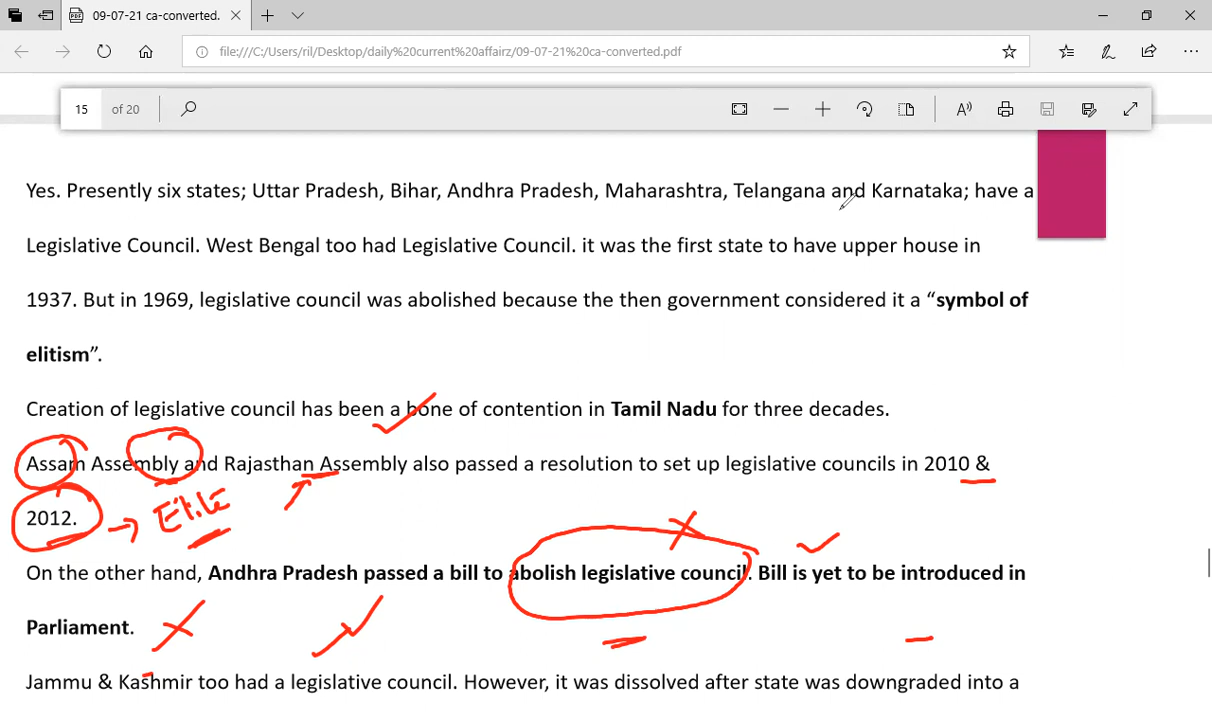 09-07-21 ca-converted.
file:///C:/Users/ril/Desktop/daily%20current%20affairz/09-07-21%20ca-converted.pdf
15 of 20
Yes. Presently six states; Uttar Pradesh, Bihar, Andhra Pradesh, Maharashtra, Telangana and Karnataka; have a
Legislative Council. West Bengal too had Legislative Council. it was the first state to have upper house in
1937. But in 1969, legislative council was abolished because the then government considered it a “symbol of
elitism”.
Creation of legislative council has been a bone of contention in Tamil Nadu for three decades.
Assam Assembly and Rajasthan Assembly also passed a resolution to set up legislative councils in 2010 &
2012.
On the other hand, Andhra Pradesh passed a bill to abolish legislative council. Bill is yet to be introduced in
Parliament.
Jammu & Kashmir too had a legislative council. However, it was dissolved after state was downgraded into a